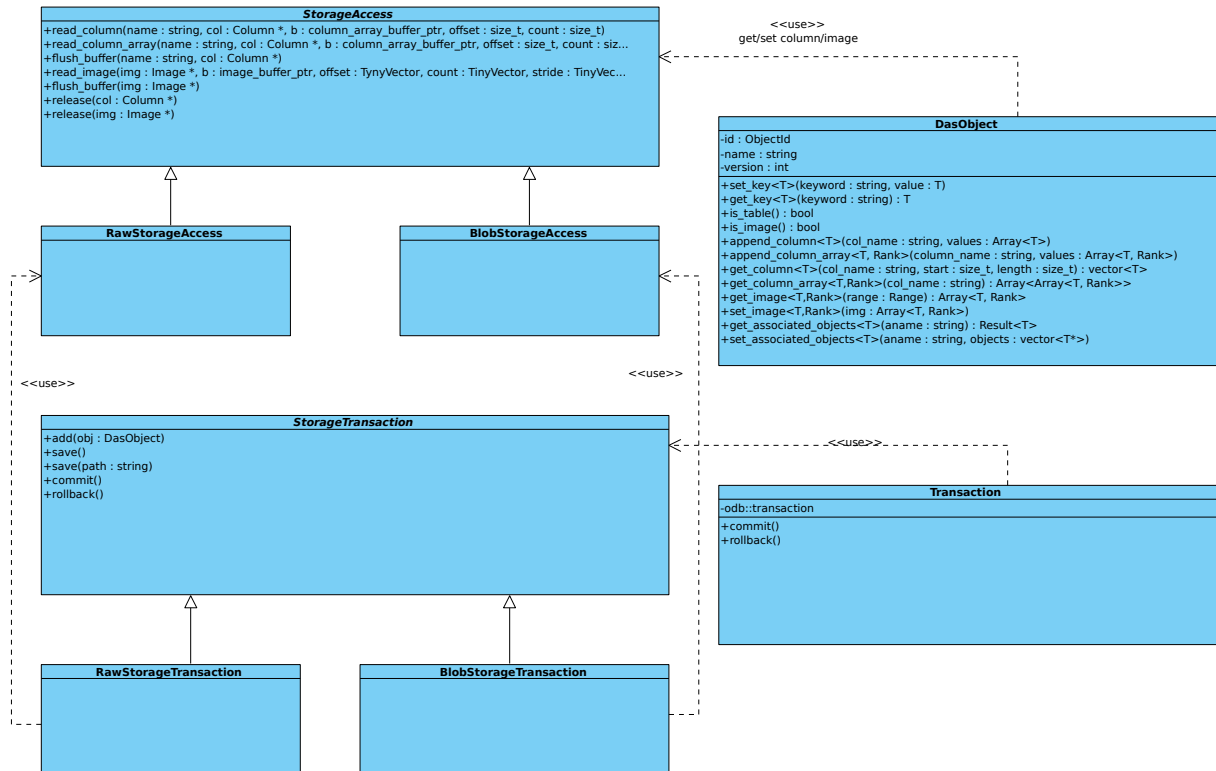 StorageAccess
+read_column(name : string, col : Column *, b : column_array_buffer_ptr, offset : size_t, count : size_t)
+read_column_array(name : string, col : Column *, b : column_array_buffer_ptr, offset : size_t, count : siz...
+flush_buffer(name : string, col : Column *)
+read_image(img : Image *, b : image_buffer_ptr, offset : TynyVector, count : TinyVector, stride : TinyVec...
+flush_buffer(img : Image *)
+release(col : Column *)
+release(img : Image *)
<<use>>
get/set column/image
DasObject
-id : ObjectId
-name : string
-version : int
+set_key<T>(keyword : string, value : T)
+get_key<T>(keyword : string) : T
+is_table() : bool
+is_image() : bool
+append_column<T>(col_name : string, values : Array<T>)
+append_column_array<T, Rank>(column_name : string, values : Array<T, Rank>)
+get_column<T>(col_name : string, start : size_t, length : size_t) : vector<T>
+get_column_array<T,Rank>(col_name : string) : Array<Array<T, Rank>>
+get_image<T,Rank>(range : Range) : Array<T, Rank>
+set_image<T,Rank>(img : Array<T, Rank>)
+get_associated_objects<T>(aname : string) : Result<T>
+set_associated_objects<T>(aname : string, objects : vector<T*>)
RawStorageAccess
BlobStorageAccess
<<use>>
<<use>>
StorageTransaction
+add(obj : DasObject)
+save()
+save(path : string)
+commit()
+rollback()
<<use>>
Transaction
-odb::transaction
+commit()
+rollback()
RawStorageTransaction
BlobStorageTransaction